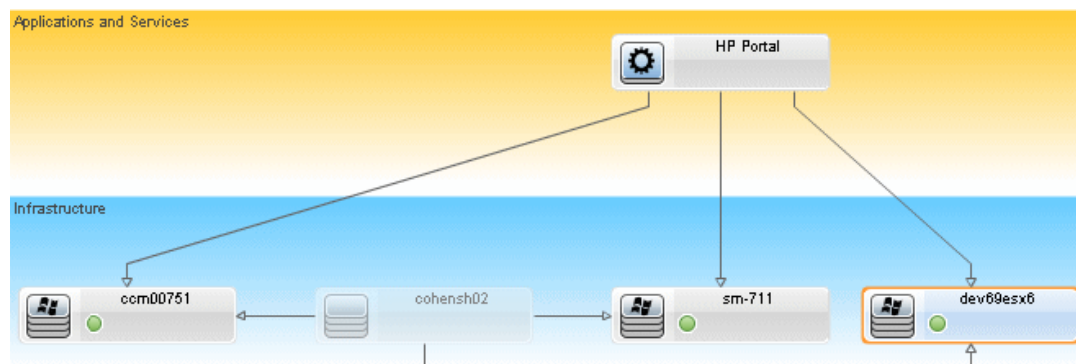 Applications and Services
HP Portal
Infrastructure
ccm00751
cohensh02
sm-711
dev69esx6